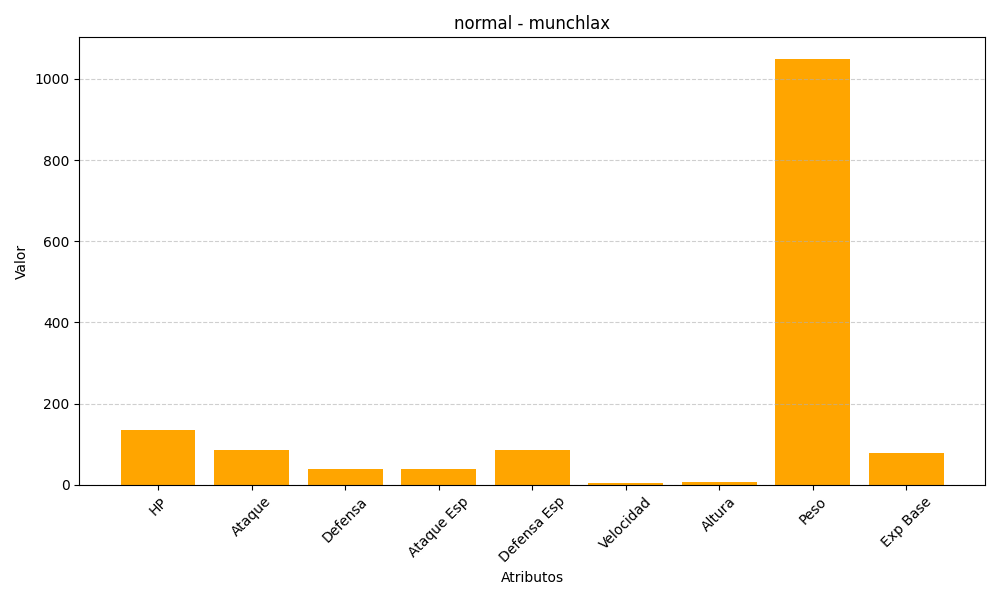 normal - munchlax
Valor
1000
800
600
400
200
0
HP
Ataque
Defensa
Ataque Esp
Defensa Esp
Velocidad
Altura
Peso
Exp Base
Atributos